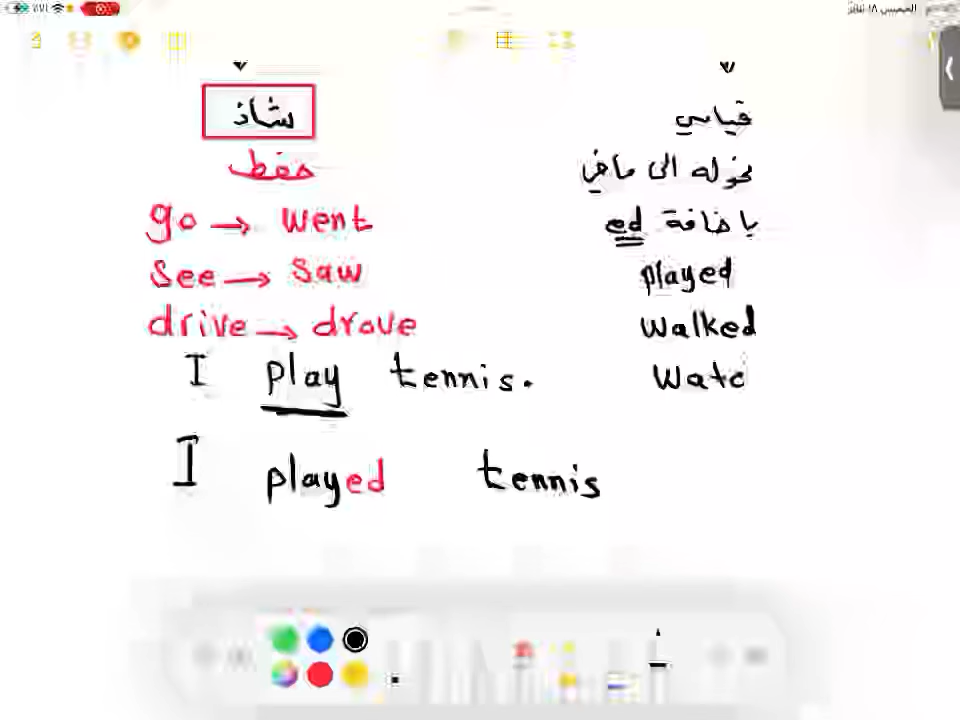 قياسي
نحوله الى ماضي
باضافة ed
played
walked
watc
شاذ
حفظ
go → went
see → saw
drive → drove
I play tennis.
I played tennis